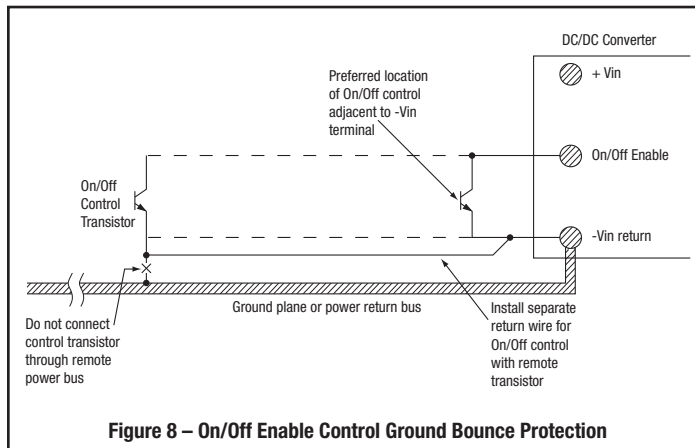 DC/DC Converter
+ Vin
Preferred location
of On/Off control
adjacent to -Vin
terminal
On/Off Enable
On/Off
Control
Transistor
-Vin return
Ground plane or power return bus
Do not connect
control transistor
through remote
power bus
Install separate
return wire for
On/Off control
with remote
transistor
Figure 8 – On/Off Enable Control Ground Bounce Protection